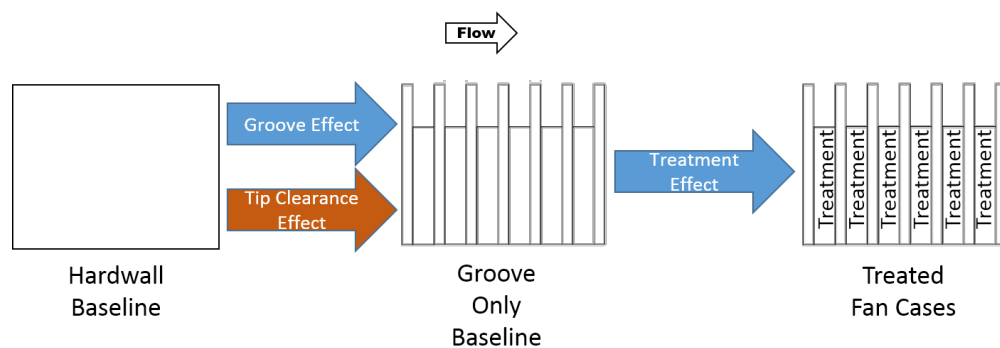 Flow
Groove Effect
Tip Clearance
Effect
Treatment
Effect
Treatment
Treatment
Treatment
Treatment
Treatment
Treatment
Hardwall
Baseline
Groove
Only
Baseline
Treated
Fan Cases